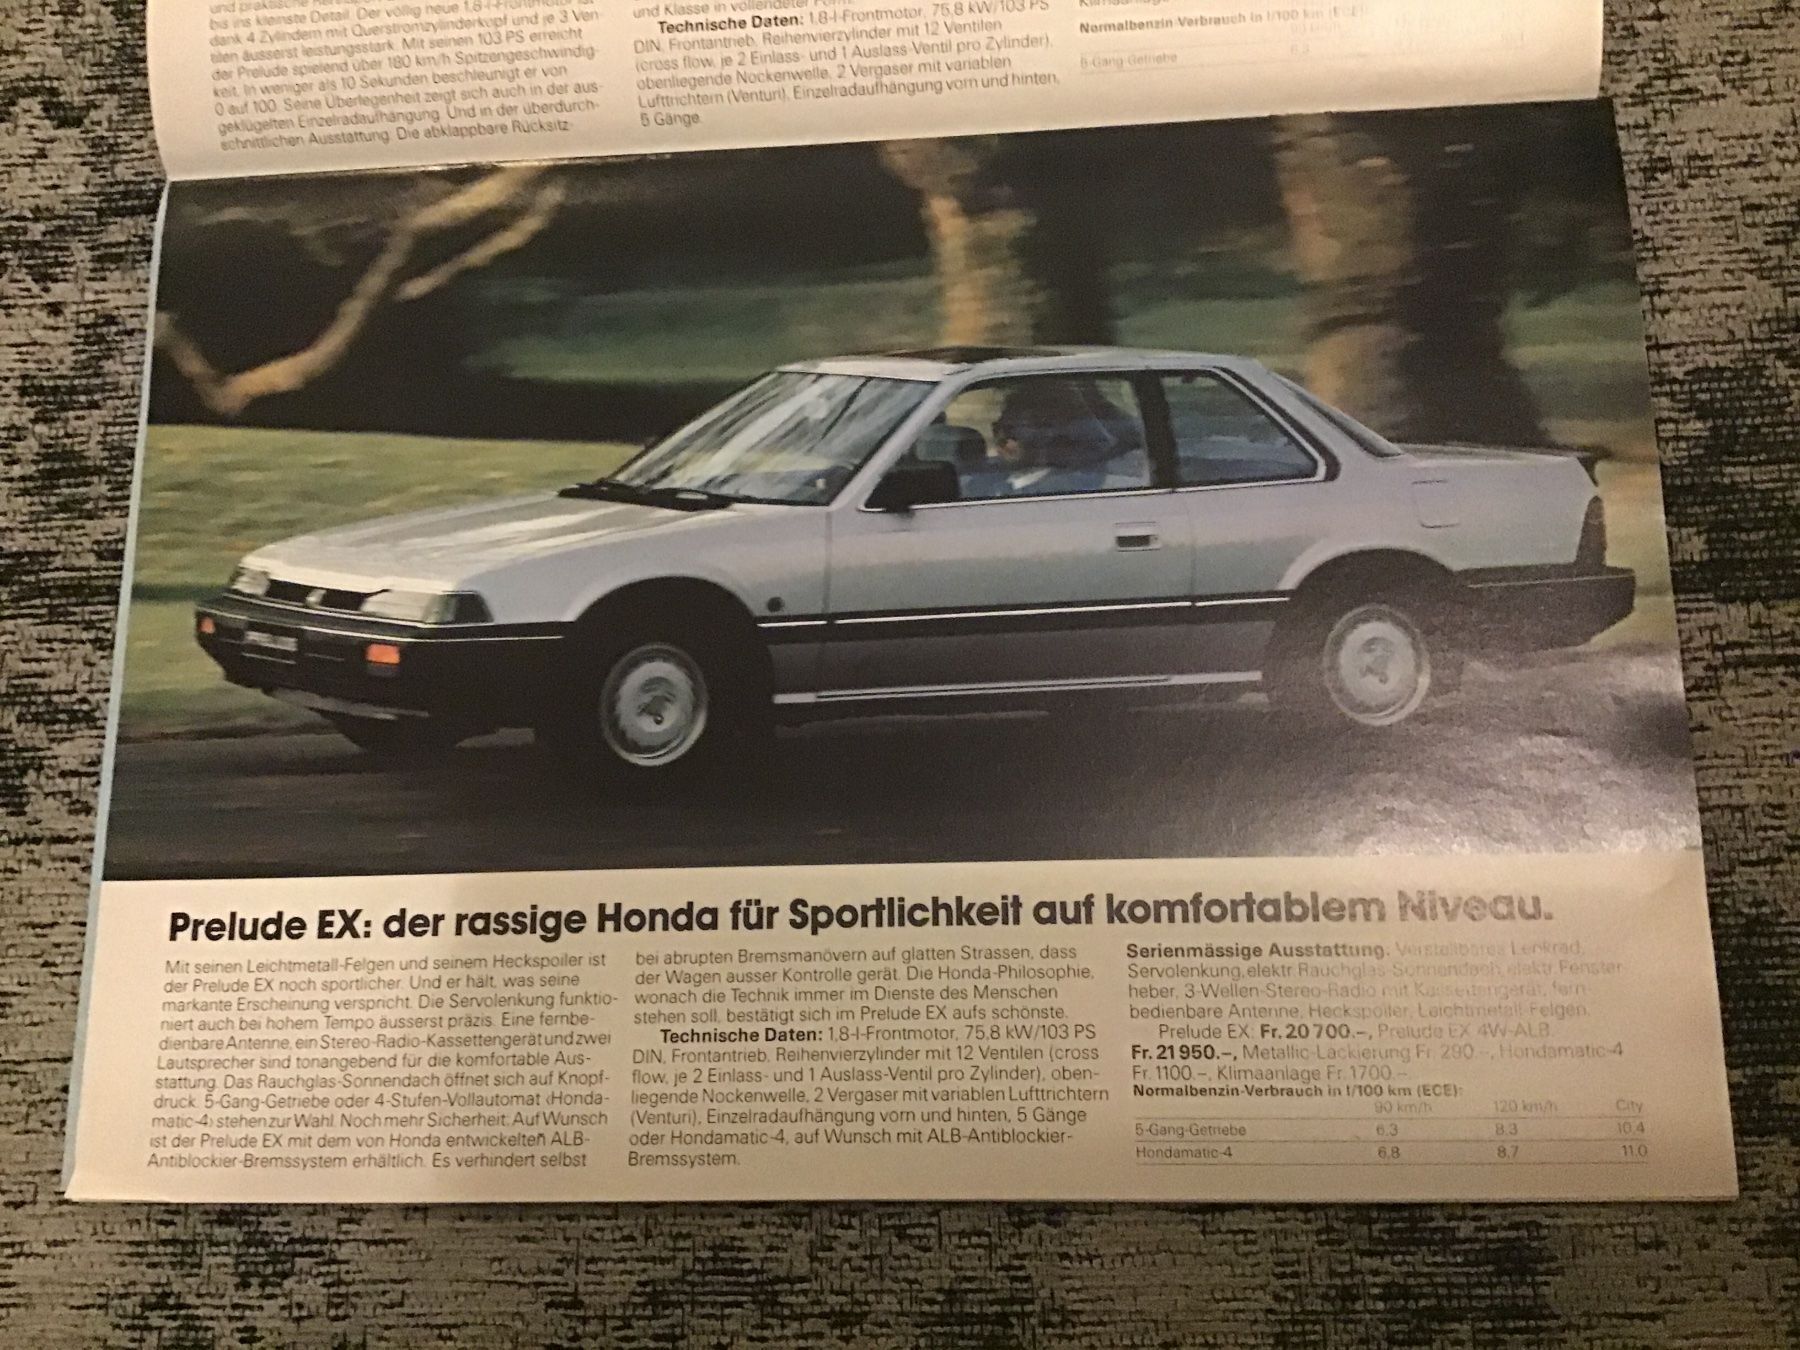 und praktische
bis ins kleinste Detail. Der völlig neue 1,8-l-Frontmotor ist
dank 4 Zylindern mit Querstromzylinderkopf und je 3 Ven-
tilen äusserst leistungsstark. Mit seinen 103 PS erreicht
der Prelude spielend über 180 km/h Spitzengeschwindig-
keit. In weniger als 10 Sekunden beschleunigt er von
0 auf 100. Seine Überlegenheit zeigt sich auch in der aus-
geklügelten Einzelradaufhängung. Und in der überdurch-
schnittlichen Ausstattung. Die abklappbare Rücksitz-
und Klasse in vollendeter Form.
Technische Daten: 1,8-l-Frontmotor, 75,8 kW/103 PS
DIN, Frontantrieb, Reihenvierzylinder mit 12 Ventilen
(cross flow, je 2 Einlass- und 1 Auslass-Ventil pro Zylinder),
obenliegende Nockenwelle, 2 Vergaser mit variablen
Lufttrichtern (Venturi), Einzelradaufhängung vorn und hinten,
5 Gänge.
Normalbenzin-Verbrauch in l/100 km (ECE):
5-Gang-Getriebe 6,3
Prelude EX: der rassige Honda für Sportlichkeit auf komfortablem Niveau.
Mit seinen Leichtmetall-Felgen und seinem Heckspoiler ist
der Prelude EX noch sportlicher. Und er hält, was seine
markante Erscheinung verspricht. Die Servolenkung funktio-
niert auch bei hohem Tempo äusserst präzis. Eine fernbe-
dienbare Antenne, ein Stereo-Radio-Kassettengerät und zwei
Lautsprecher sind tonangebend für die komfortable Aus-
stattung. Das Rauchglas-Sonnendach öffnet sich auf Knopf-
druck. 5-Gang-Getriebe oder 4-Stufen-Vollautomat (Honda-
matic-4) stehen zur Wahl. Noch mehr Sicherheit: Auf Wunsch
ist der Prelude EX mit dem von Honda entwickelten ALB-
Antiblockier-Bremssystem erhältlich. Es verhindert selbst
bei abrupten Bremsmanövern auf glatten Strassen, dass
der Wagen ausser Kontrolle gerät. Die Honda-Philosophie,
wonach die Technik immer im Dienste des Menschen
stehen soll, bestätigt sich im Prelude EX aufs schönste.
Technische Daten: 1,8-l-Frontmotor, 75,8 kW/103 PS
DIN, Frontantrieb, Reihenvierzylinder mit 12 Ventilen (cross
flow, je 2 Einlass- und 1 Auslass-Ventil pro Zylinder), oben-
liegende Nockenwelle, 2 Vergaser mit variablen Lufttrichtern
(Venturi), Einzelradaufhängung vorn und hinten, 5 Gänge
oder Hondamatic-4, auf Wunsch mit ALB-Antiblockier-
Bremssystem.
Serienmässige Ausstattung: Verstellbares Lenkrad,
Servolenkung, elektr. Rauchglas-Sonnendach, elektr. Fenster-
heber, 3-Wellen-Stereo-Radio mit Kassettengerät, fern-
bedienbare Antenne, Heckspoiler, Leichtmetall-Felgen.
Prelude EX: Fr. 20 700.–, Prelude EX 4W-ALB:
Fr. 21 950.–, Metallic-Lackierung Fr. 290.–, Hondamatic-4
Fr. 1100.–, Klimaanlage Fr. 1700.–.
Normalbenzin-Verbrauch in l/100 km (ECE):
90 km/h 120 km/h City
5-Gang-Getriebe 6,3 8,3 10,4
Hondamatic-4 6,8 8,7 11,0